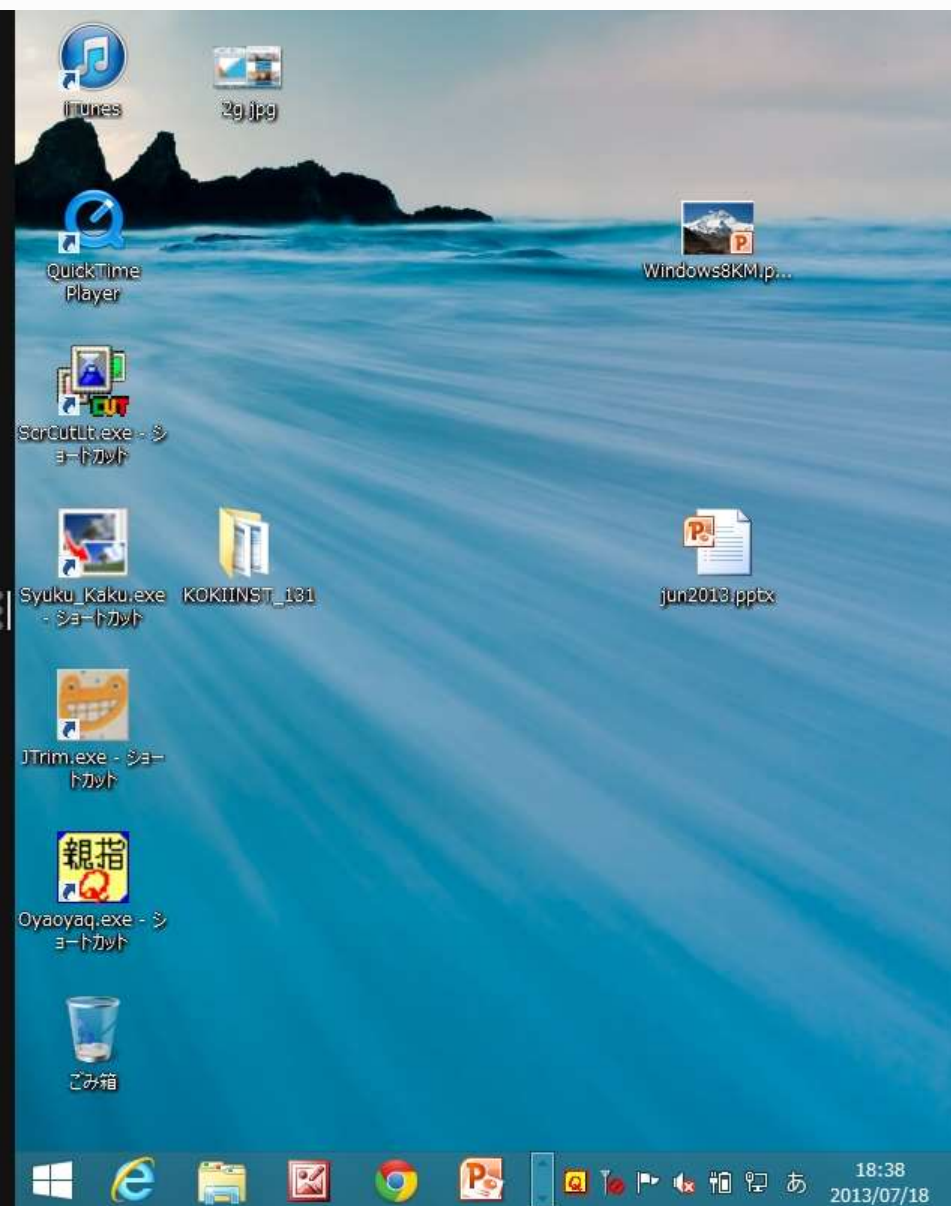 iTunes
2g.jpg
QuickTime
Player
Windows8KM.p...
ScrCutLt.exe - シ
ョートカット
Syuku_Kaku.exe
- ショートカット
KOKIINST_131
jun2013.pptx
JTrim.exe - ショー
トカット
親指
Q
Oyaoyaq.exe - シ
ョートカット
ごみ箱
CUT
P
P
P
Q
あ
18:38
2013/07/18